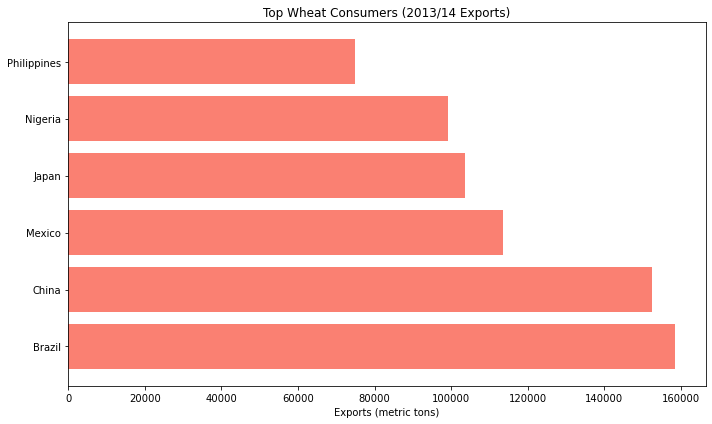 Top Wheat Consumers (2013/14 Exports)
Philippines
Nigeria
Japan
Mexico
China
Brazil
0 20000 40000 60000 80000 100000 120000 140000 160000
Exports (metric tons)